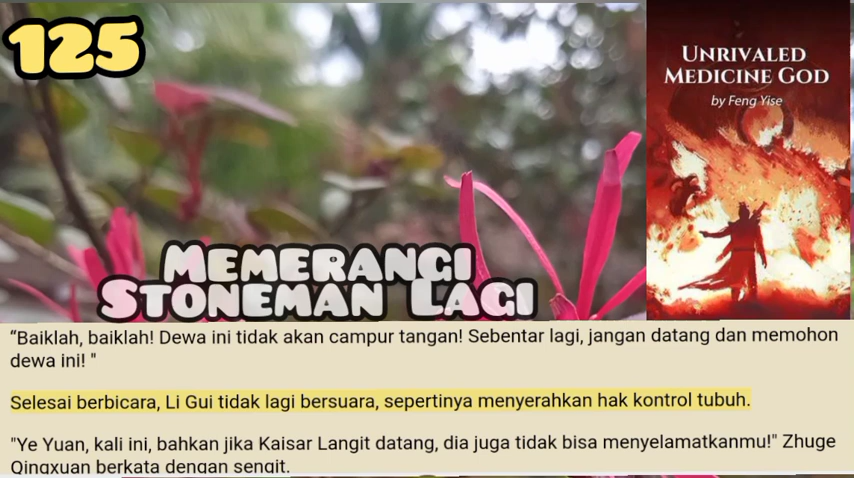 125
UNRIVALED
MEDICINE GOD
by Feng Yise
MEMERANGI
STONEMAN LAGI
“Baiklah, baiklah! Dewa ini tidak akan campur tangan! Sebentar lagi, jangan datang dan memohon
dewa ini! "
Selesai berbicara, Li Gui tidak lagi bersuara, sepertinya menyerahkan hak kontrol tubuh.
"Ye Yuan, kali ini, bahkan jika Kaisar Langit datang, dia juga tidak bisa menyelamatkanmu!" Zhuge
Qingxuan berkata dengan sengit.